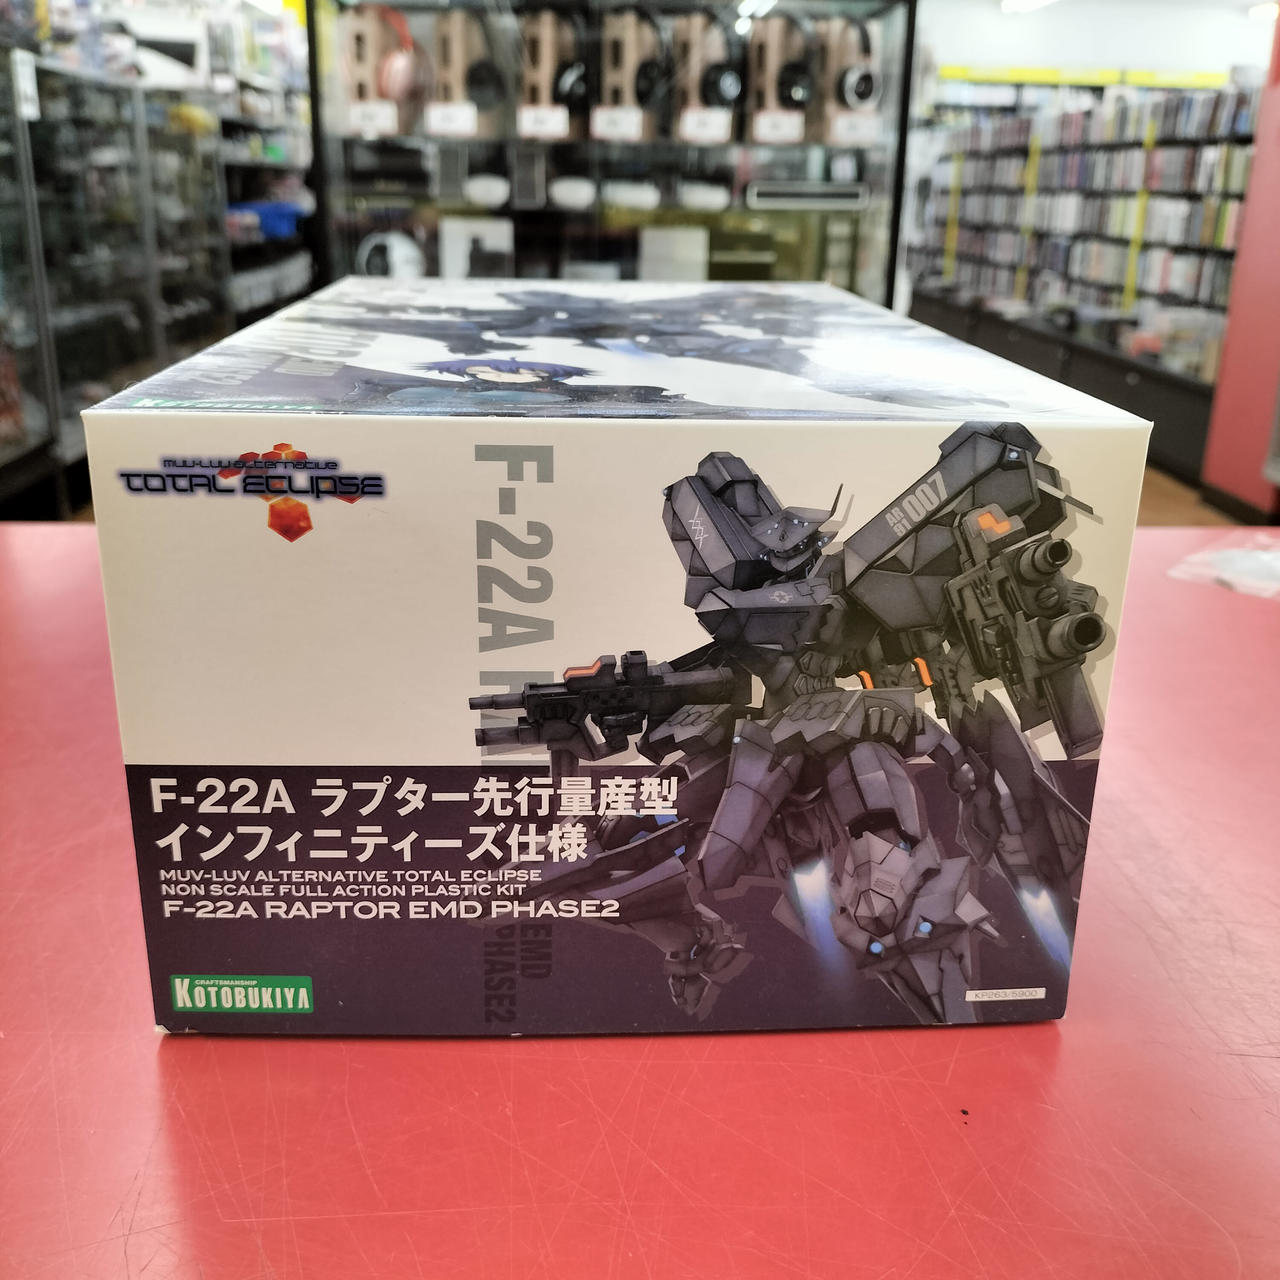 MUV-LUV ALTERNATIVE
TOTAL ECLIPSE
F-22A
AR
91
007
F-22A ラプター先行量産型
インフィニティーズ仕様
MUV-LUV ALTERNATIVE TOTAL ECLIPSE
NON SCALE FULL ACTION PLASTIC KIT
F-22A RAPTOR EMD PHASE2
EMD
PHASE2
CRAFTSMANSHIP
KOTOBUKIYA
KP263/5900